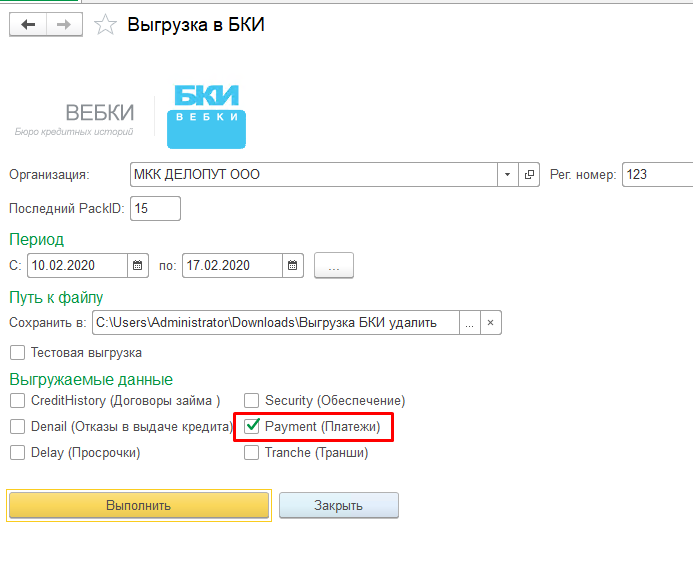 Выгрузка в БКИ
ВЕБКИ
Бюро кредитных историй
БКИ
ВЕБКИ
Организация: МКК ДЕЛОПУТ ООО Рег. номер: 123
Последний PackID: 15
Период
С: 10.02.2020 по: 17.02.2020 ...
Путь к файлу
Сохранить в: C:\Users\Administrator\Downloads\Выгрузка БКИ удалить ... ×
Тестовая выгрузка
Выгружаемые данные
CreditHistory (Договоры займа ) Security (Обеспечение)
Denail (Отказы в выдаче кредита) Payment (Платежи)
Delay (Просрочки) Tranche (Транши)
Выполнить Закрыть